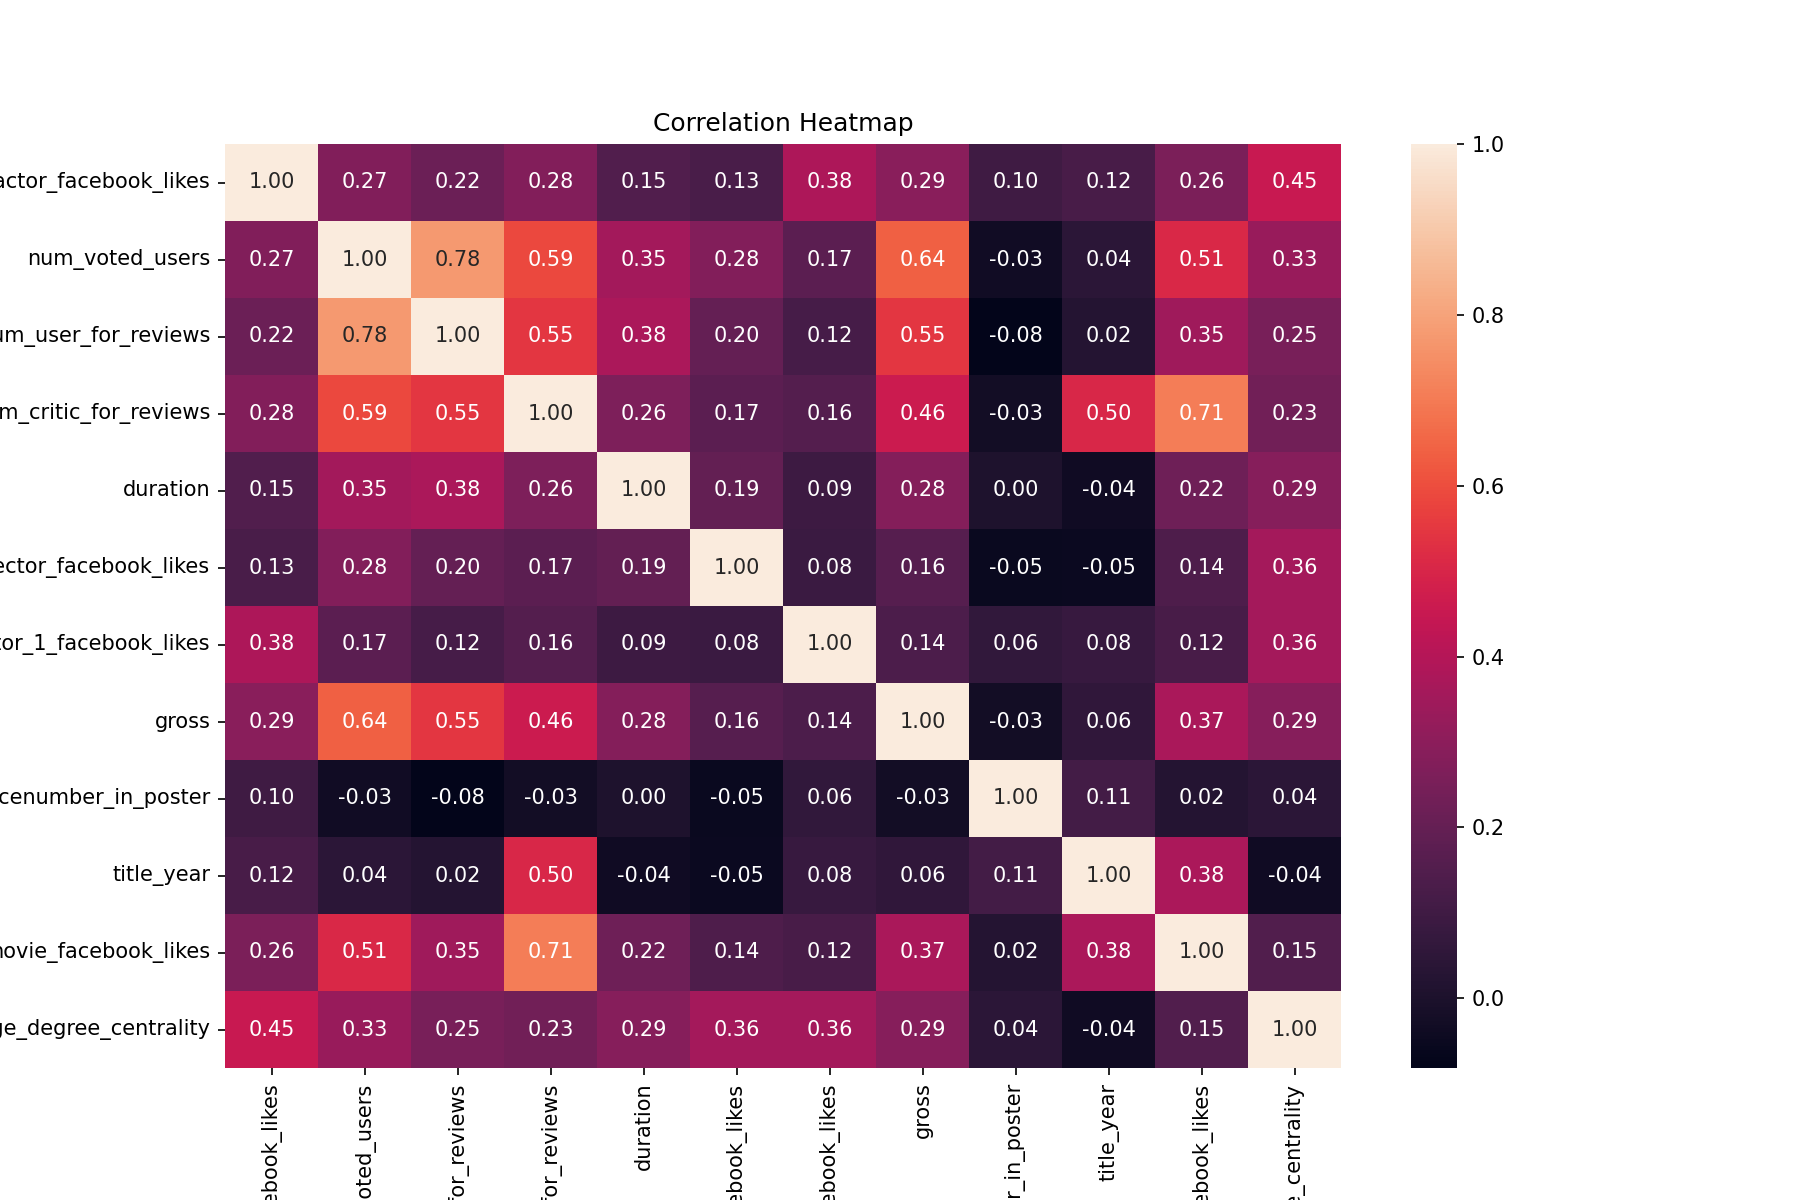 Correlation Heatmap
actor_facebook_likes 1.00 0.27 0.22 0.28 0.15 0.13 0.38 0.29 0.10 0.12 0.26 0.45
num_voted_users 0.27 1.00 0.78 0.59 0.35 0.28 0.17 0.64 -0.03 0.04 0.51 0.33
um_user_for_reviews 0.22 0.78 1.00 0.55 0.38 0.20 0.12 0.55 -0.08 0.02 0.35 0.25
m_critic_for_reviews 0.28 0.59 0.55 1.00 0.26 0.17 0.16 0.46 -0.03 0.50 0.71 0.23
duration 0.15 0.35 0.38 0.26 1.00 0.19 0.09 0.28 0.00 -0.04 0.22 0.29
ector_facebook_likes 0.13 0.28 0.20 0.17 0.19 1.00 0.08 0.16 -0.05 -0.05 0.14 0.36
tor_1_facebook_likes 0.38 0.17 0.12 0.16 0.09 0.08 1.00 0.14 0.06 0.08 0.12 0.36
gross 0.29 0.64 0.55 0.46 0.28 0.16 0.14 1.00 -0.03 0.06 0.37 0.29
cenumber_in_poster 0.10 -0.03 -0.08 -0.03 0.00 -0.05 0.06 -0.03 1.00 0.11 0.02 0.04
title_year 0.12 0.04 0.02 0.50 -0.04 -0.05 0.08 0.06 0.11 1.00 0.38 -0.04
movie_facebook_likes 0.26 0.51 0.35 0.71 0.22 0.14 0.12 0.37 0.02 0.38 1.00 0.15
ge_degree_centrality 0.45 0.33 0.25 0.23 0.29 0.36 0.36 0.29 0.04 -0.04 0.15 1.00
ebook_likes
oted_users
for_reviews
for_reviews
duration
ebook_likes
ebook_likes
gross
r_in_poster
title_year
ebook_likes
e_centrality
1.0
0.8
0.6
0.4
0.2
0.0